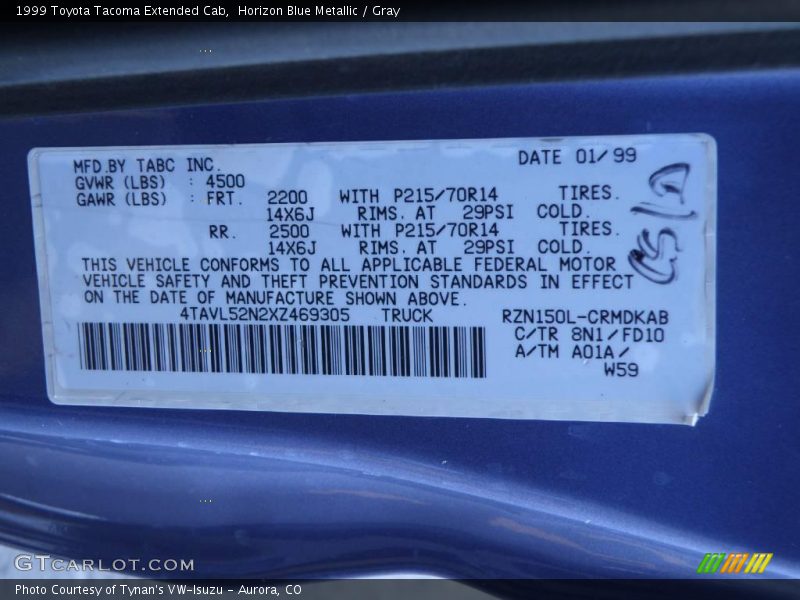 1999 Toyota Tacoma Extended Cab, Horizon Blue Metallic / Gray
MFD.BY TABC INC. DATE 01/99
GVWR (LBS) : 4500
GAWR (LBS) : FRT. 2200 WITH P215/70R14 TIRES.
14X6J RIMS. AT 29PSI COLD.
RR. 2500 WITH P215/70R14 TIRES.
14X6J RIMS. AT 29PSI COLD.
THIS VEHICLE CONFORMS TO ALL APPLICABLE FEDERAL MOTOR
VEHICLE SAFETY AND THEFT PREVENTION STANDARDS IN EFFECT
ON THE DATE OF MANUFACTURE SHOWN ABOVE.
4TAVL52N2XZ469305 TRUCK RZN150L-CRMDKAB
C/TR 8N1/FD10
A/TM A01A/
W59
GTCARLOT.COM
Photo Courtesy of Tynan's VW-Isuzu - Aurora, CO